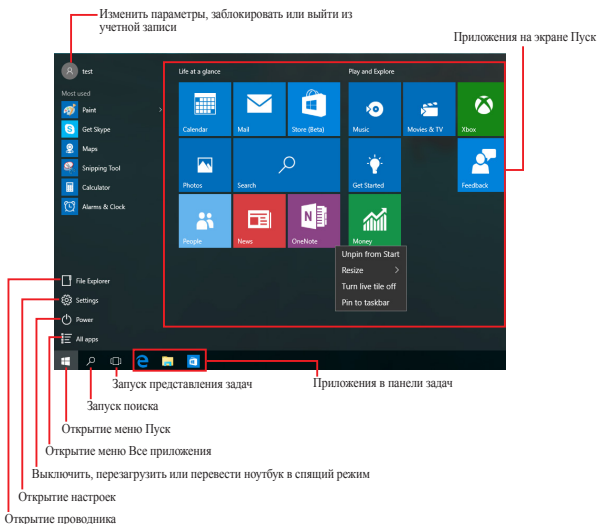 Изменить параметры, заблокировать или выйти из
учетной записи
Приложения на экране Пуск
test
Life at a glance
Play and Explore
Most used
Paint
Get Skype
Maps
Snipping Tool
Calculator
Alarms & Clock
Calendar
Mail
Store (Beta)
Music
Movies & TV
Xbox
Photos
Search
Get Started
Feedback
People
News
OneNote
Money
Unpin from Start
Resize
Turn live tile off
Pin to taskbar
File Explorer
Settings
Power
All apps
Запуск представления задач
Приложения в панели задач
Запуск поиска
Открытие меню Пуск
Открытие меню Все приложения
Выключить, перезагрузить или перевести ноутбук в спящий режим
Открытие настроек
Открытие проводника